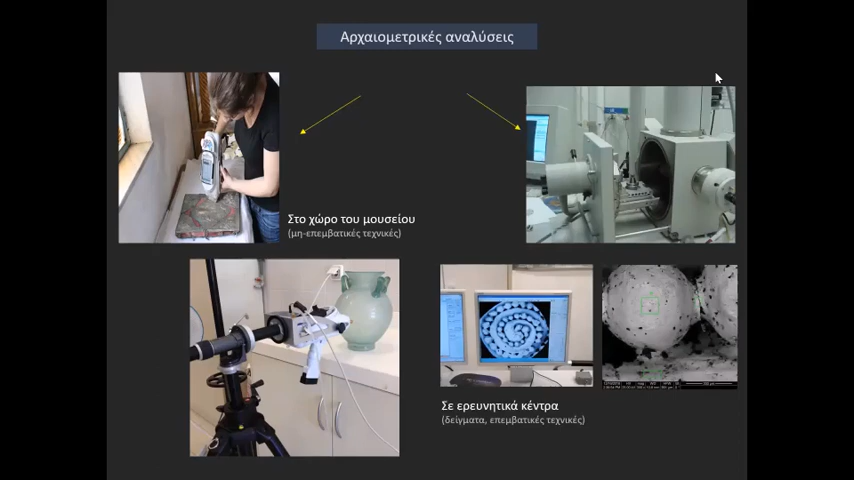 Αρχαιομετρικές αναλύσεις
Στο χώρο του μουσείου
(μη-επεμβατικές τεχνικές)
Σε ερευνητικά κέντρα
(δείγματα, επεμβατικές τεχνικές)